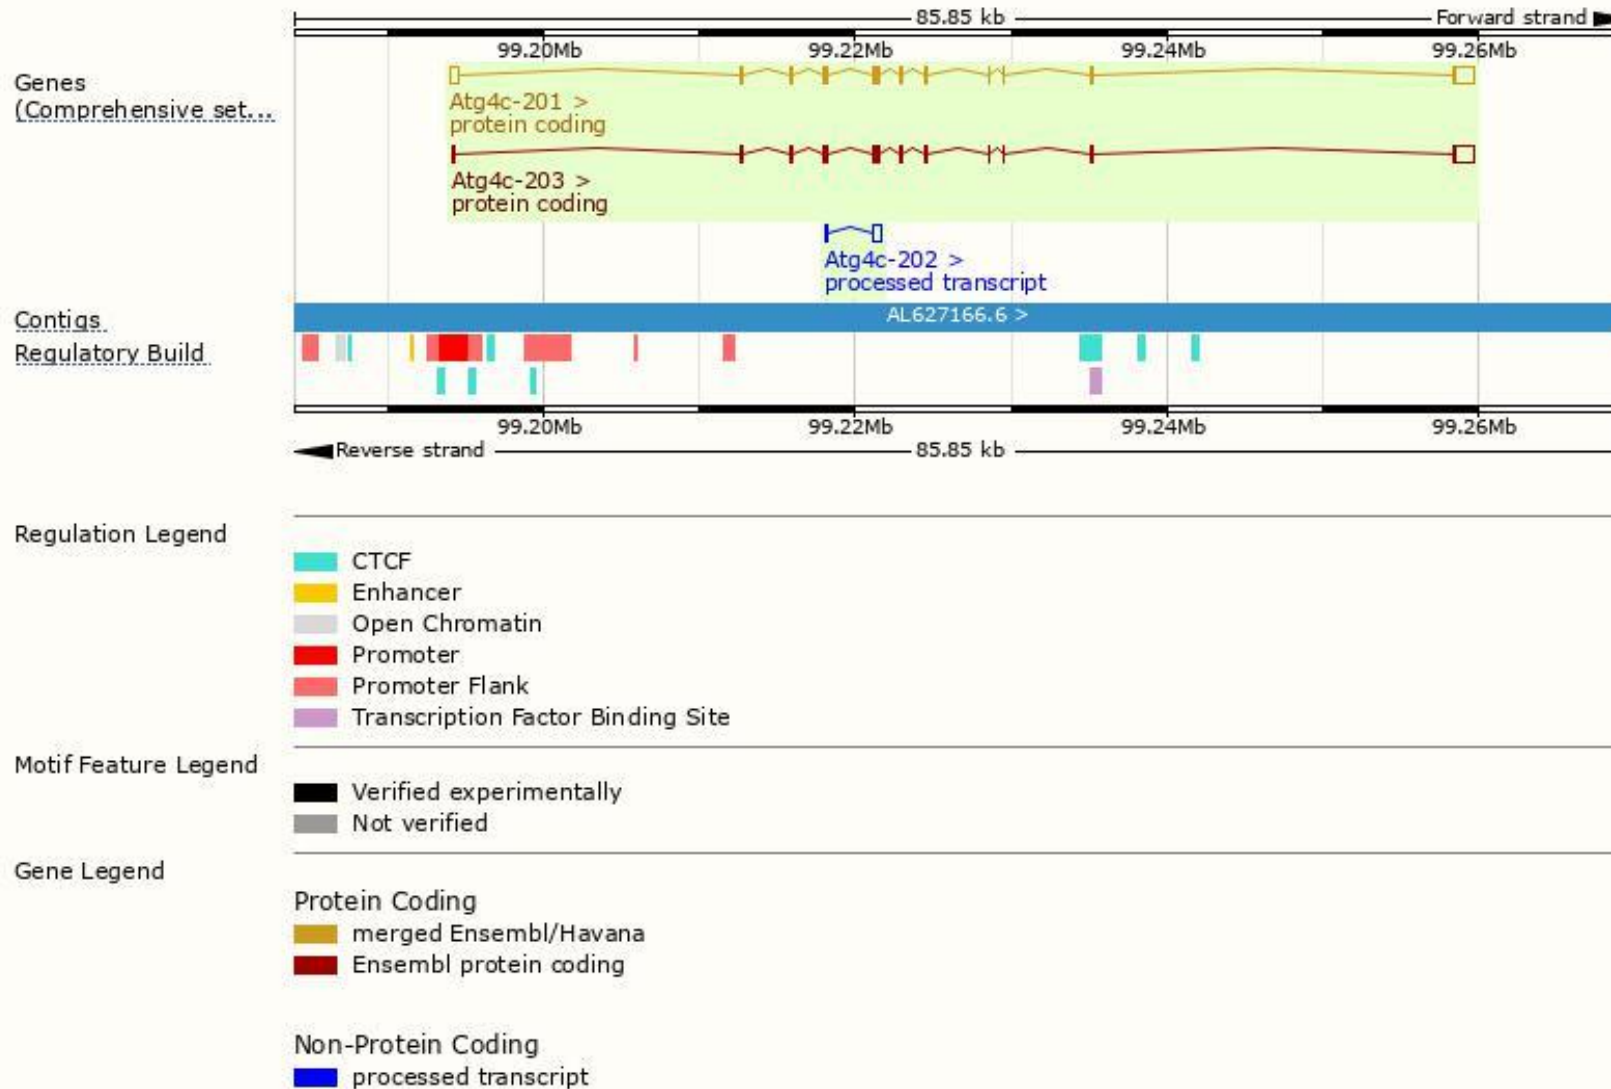 85.85 kb Forward strand
99.20Mb 99.22Mb 99.24Mb 99.26Mb
Genes
(Comprehensive set...
Atg4c-201 >
protein coding
Atg4c-203 >
protein coding
Atg4c-202 >
processed transcript
Contigs AL627166.6 >
Regulatory Build
99.20Mb 99.22Mb 99.24Mb 99.26Mb
Reverse strand 85.85 kb
Regulation Legend
CTCF
Enhancer
Open Chromatin
Promoter
Promoter Flank
Transcription Factor Binding Site
Motif Feature Legend
Verified experimentally
Not verified
Gene Legend
Protein Coding
merged Ensembl/Havana
Ensembl protein coding
Non-Protein Coding
processed transcript